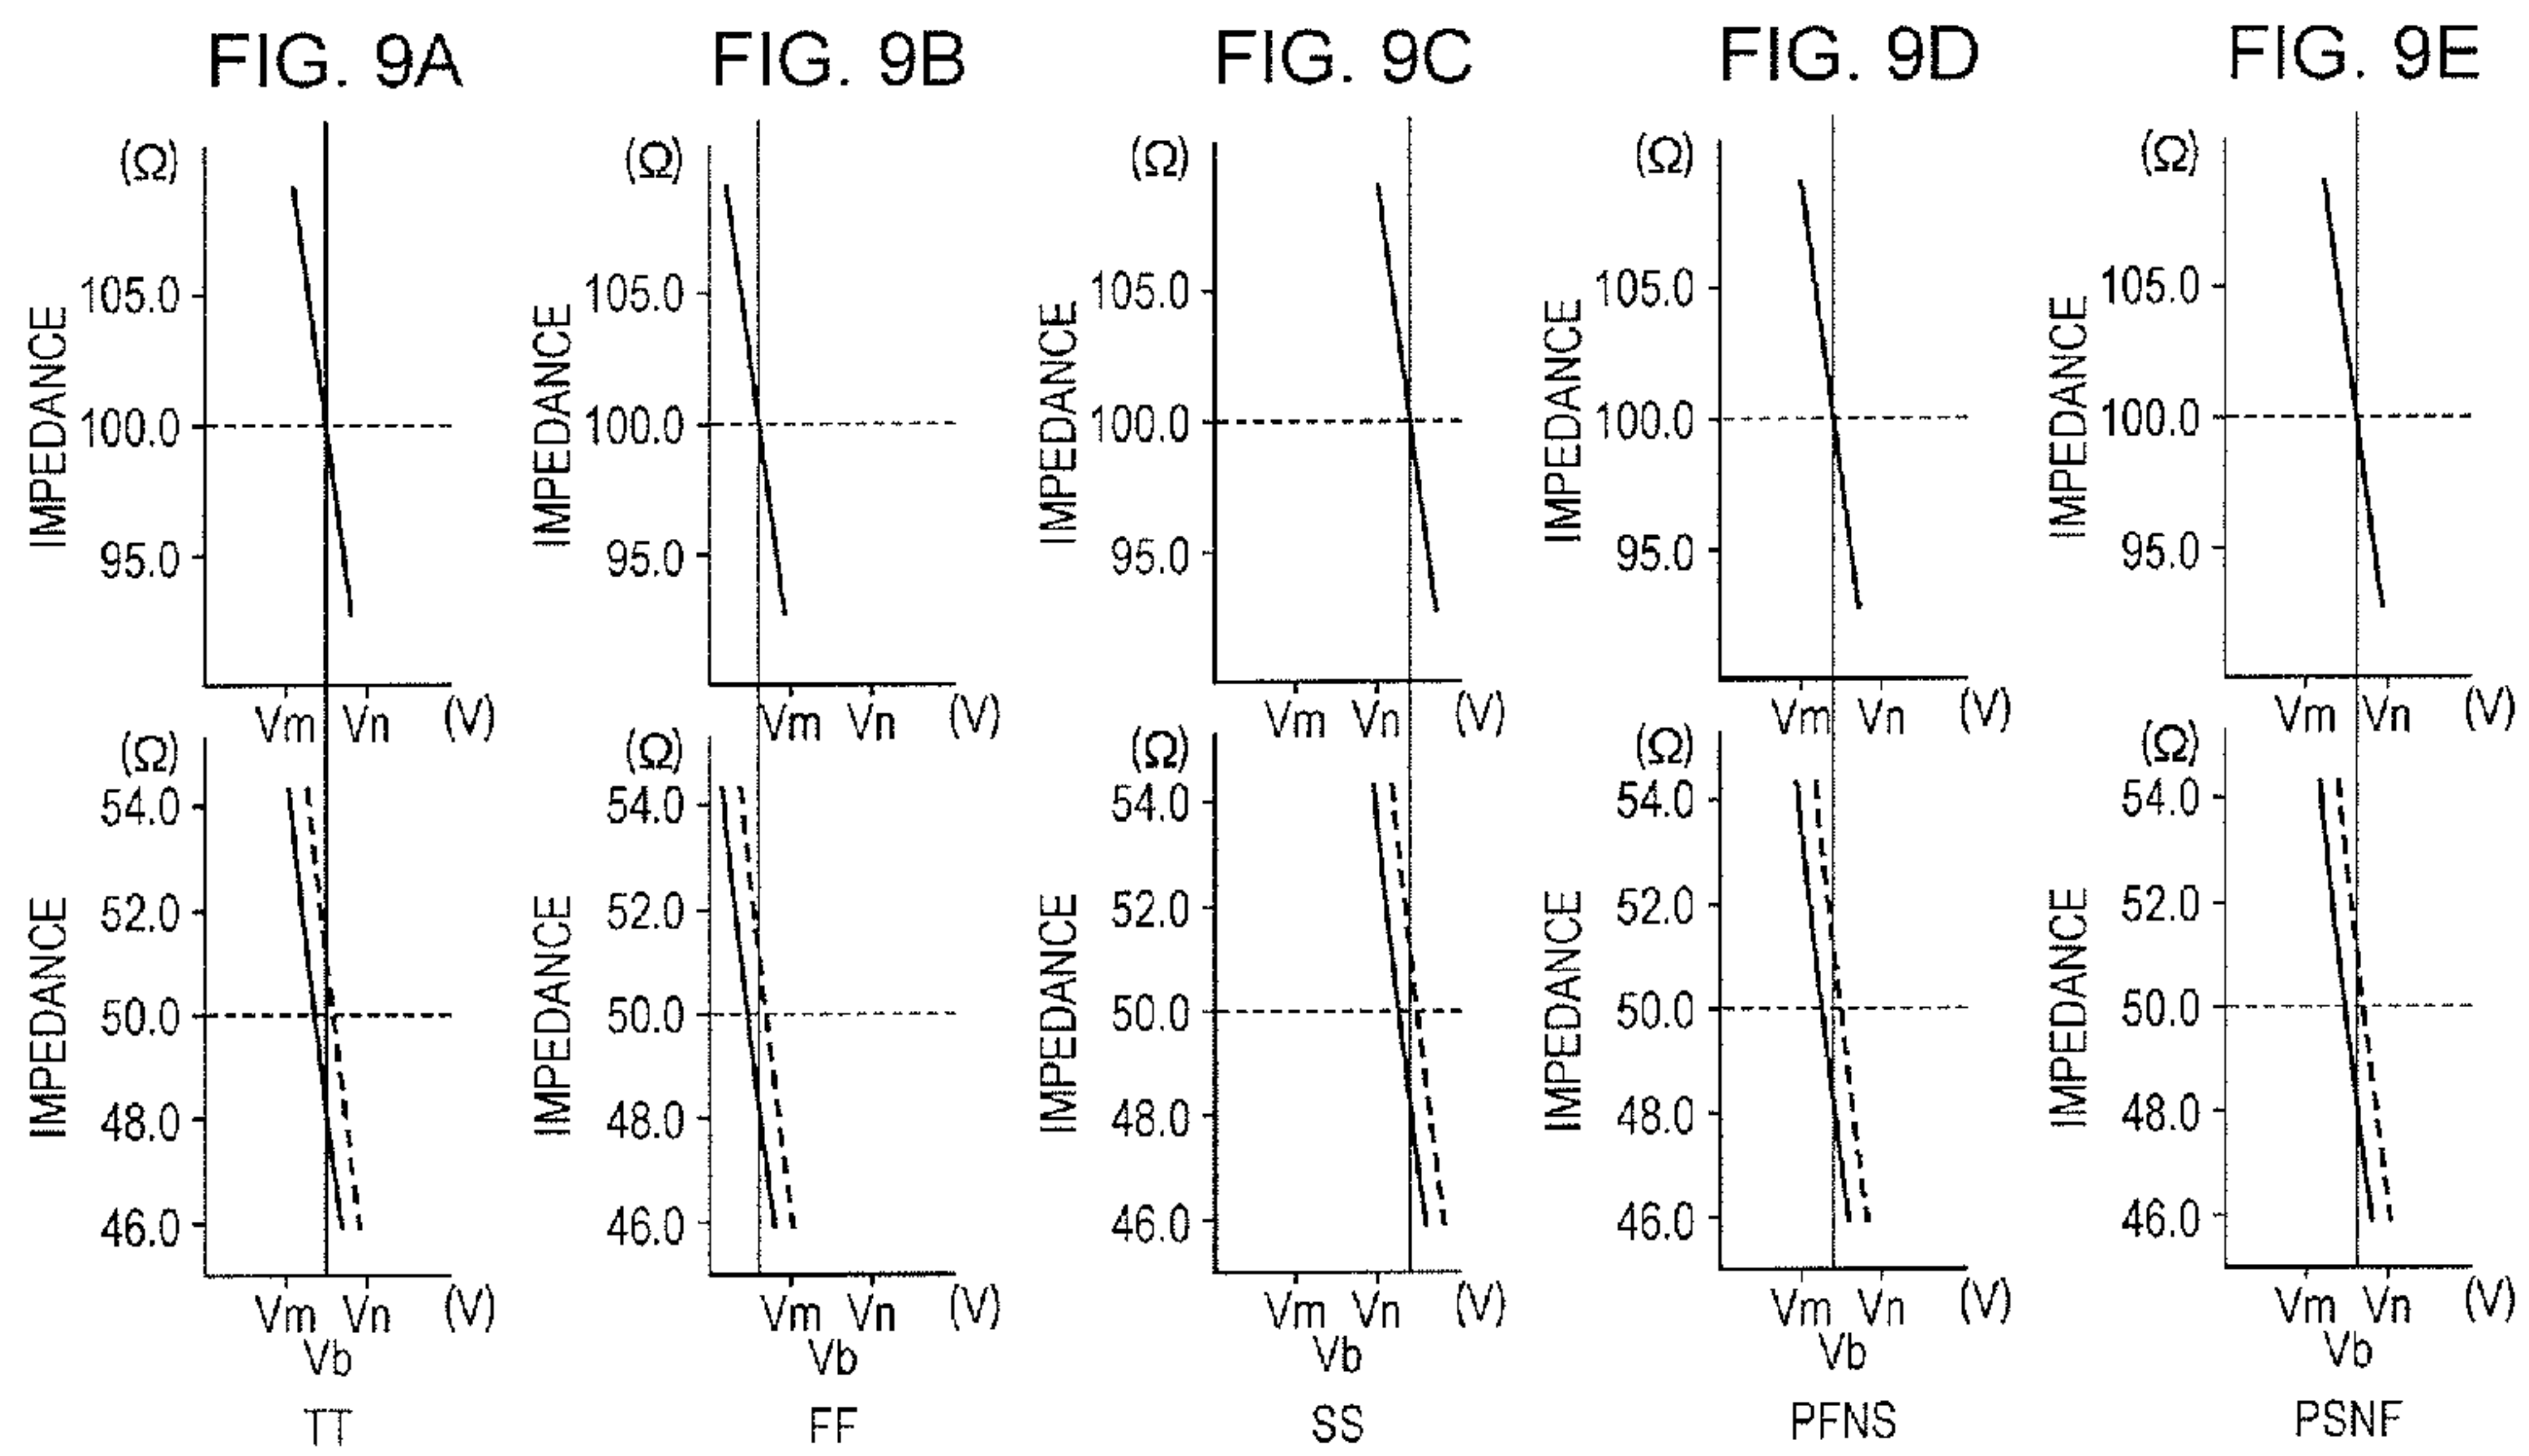 FIG. 9A
(Ω)
IMPEDANCE
105.0
100.0
95.0
Vm Vn (V)
(Ω)
IMPEDANCE
54.0
52.0
50.0
48.0
46.0
Vm Vn (V)
Vb
TT
FIG. 9B
(Ω)
IMPEDANCE
105.0
100.0
95.0
Vm Vn (V)
(Ω)
IMPEDANCE
54.0
52.0
50.0
48.0
46.0
Vm Vn (V)
Vb
FF
FIG. 9C
(Ω)
IMPEDANCE
105.0
100.0
95.0
Vm Vn (V)
(Ω)
IMPEDANCE
54.0
52.0
50.0
48.0
46.0
Vm Vn (V)
Vb
SS
FIG. 9D
(Ω)
IMPEDANCE
105.0
100.0
95.0
Vm Vn (V)
(Ω)
IMPEDANCE
54.0
52.0
50.0
48.0
46.0
Vm Vn (V)
Vb
PFNS
FIG. 9E
(Ω)
IMPEDANCE
105.0
100.0
95.0
Vm Vn (V)
(Ω)
IMPEDANCE
54.0
52.0
50.0
48.0
46.0
Vm Vn (V)
Vb
PSNF